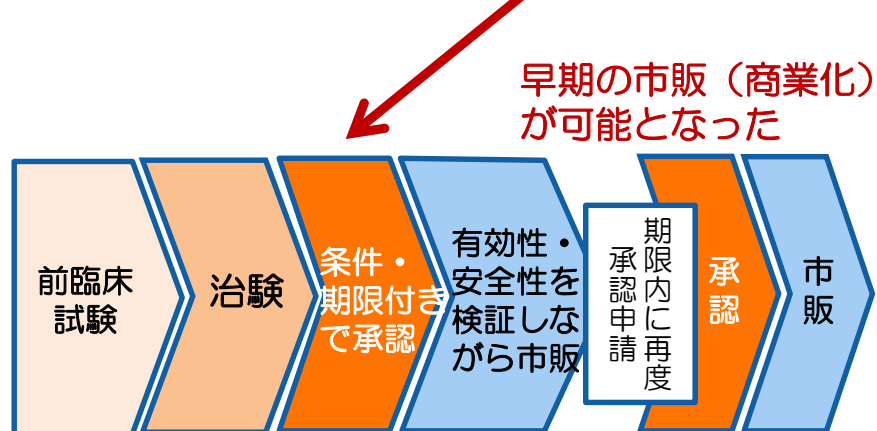 早期の市販（商業化）
が可能となった
前臨床
試験
治験
条件・
期限付き
で承認
有効性・
安全性を
検証しな
がら市販
期限内に再度
承認申請
承認
市販